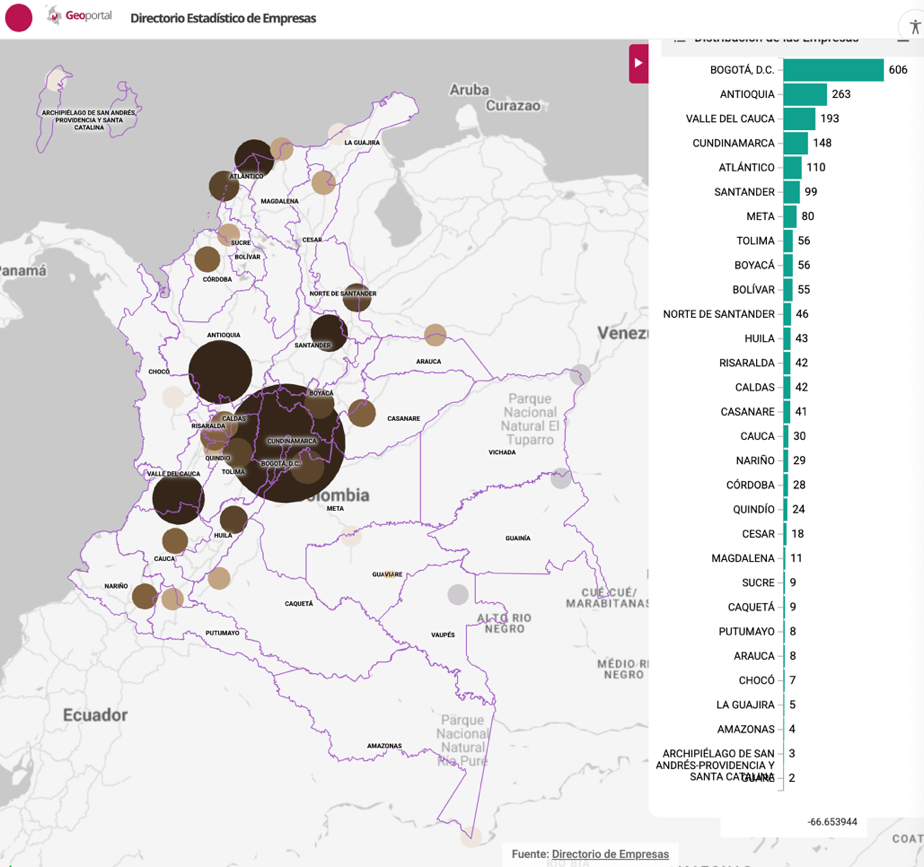 Geoportal
Directorio Estadístico de Empresas
Distribución de las Empresas
Aruba
Curazao
ARCHIPIÉLAGO DE SAN ANDRÉS,
PROVIDENCIA Y SANTA
CATALINA
LA GUAJIRA
ATLÁNTICO
MAGDALENA
SUCRE
CESAR
BOLÍVAR
Panamá
CÓRDOBA
NORTE DE SANTANDER
ANTIOQUIA
SANTANDER
Venezu
ARAUCA
CHOCÓ
BOYACÁ
Parque
Nacional
Natural El
Tuparro
CALDAS
CASANARE
RISARALDA
CUNDINAMARCA
VICHADA
QUINDIO
BOGOTÁ, D.C.
TOLIMA
VALLE DEL CAUCA
olombia
META
HUILA
GUAINÍA
CAUCA
GUAVIARE
NARIÑO
CAQUETÁ
CUÉ CUÉ/
MARABITANAS
ALTO RIO
NEGRO
PUTUMAYO
VAUPÉS
MÉDIO RI
NEGRO
Ecuador
Parque
Nacional
Natural
Río Puré
AMAZONAS
BOGOTÁ, D.C. 606
ANTIOQUIA 263
VALLE DEL CAUCA 193
CUNDINAMARCA 148
ATLÁNTICO 110
SANTANDER 99
META 80
TOLIMA 56
BOYACÁ 56
BOLÍVAR 55
NORTE DE SANTANDER 46
HUILA 43
RISARALDA 42
CALDAS 42
CASANARE 41
CAUCA 30
NARIÑO 29
CÓRDOBA 28
QUINDÍO 24
CESAR 18
MAGDALENA 11
SUCRE 9
CAQUETÁ 9
PUTUMAYO 8
ARAUCA 8
CHOCÓ 7
LA GUAJIRA 5
AMAZONAS 4
ARCHIPIÉLAGO DE SAN 3
ANDRÉS-PROVIDENCIA Y
SANTA CATALINA
2
-66.653944
COAT
Fuente: Directorio de Empresas